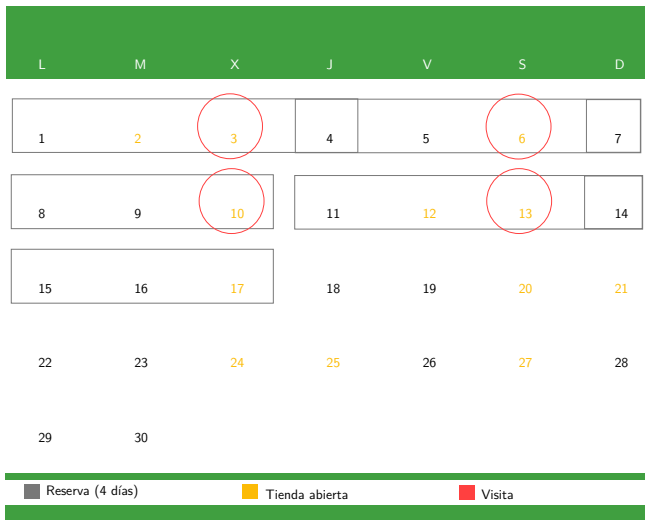 L M X J V S D
1 2 3 4 5 6 7
8 9 10 11 12 13 14
15 16 17 18 19 20 21
22 23 24 25 26 27 28
29 30
Reserva (4 días) Tienda abierta Visita